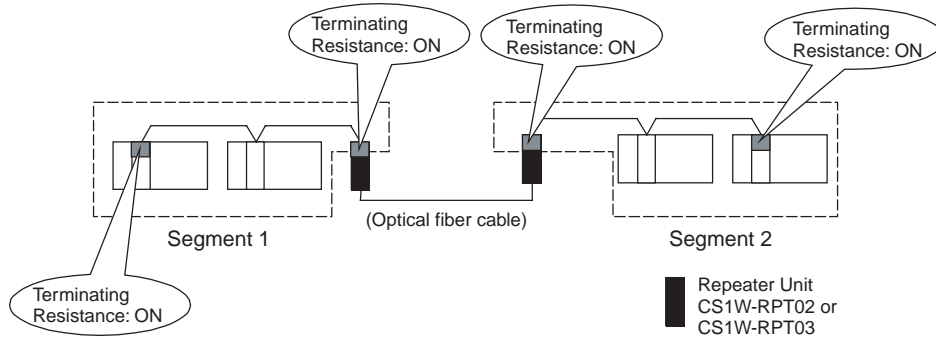 Terminating
Resistance: ON
Terminating
Resistance: ON
Terminating
Resistance: ON
(Optical fiber cable)
Segment 1
Segment 2
Terminating
Resistance: ON
Repeater Unit
CS1W-RPT02 or
CS1W-RPT03